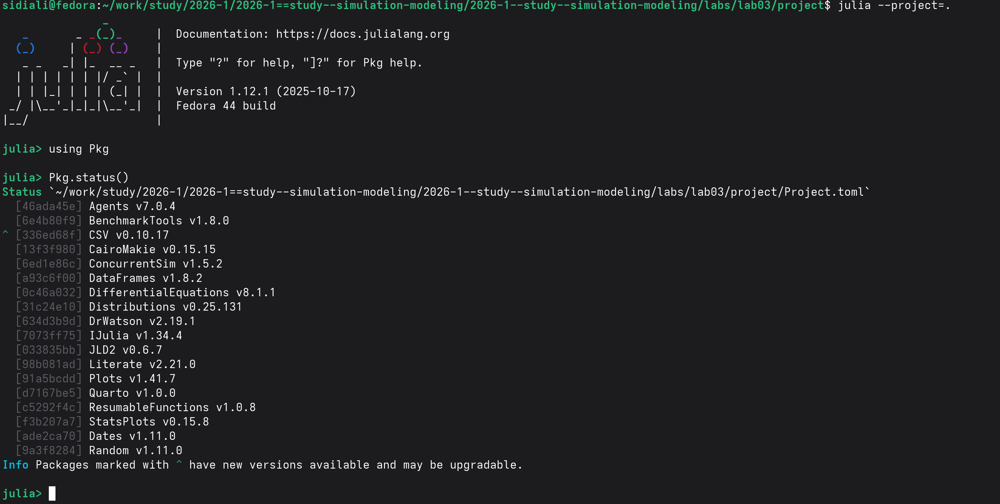 sidiali@fedora:~/work/study/2026-1/2026-1==study--simulation-modeling/2026-1--study--simulation-modeling/labs/lab03/project$ julia --project=.
               _
   _       _ _(_)_     |  Documentation: https://docs.julialang.org
  (_)     | (_) (_)    |
   _ _   _| |_  __ _   |  Type "?" for help, "]?" for Pkg help.
  | | | | | | |/ _` |  |
  | | |_| | | | (_| |  |  Version 1.12.1 (2025-10-17)
 _/ |\__'_|_|_|\__'_|  |  Fedora 44 build
|__/                   |
julia> using Pkg
julia> Pkg.status()
Status `~/work/study/2026-1/2026-1==study--simulation-modeling/2026-1--study--simulation-modeling/labs/lab03/project/Project.toml`
  [46ada45e] Agents v7.0.4
  [6e4b80f9] BenchmarkTools v1.8.0
^ [336ed68f] CSV v0.10.17
  [13f3f980] CairoMakie v0.15.15
  [6ed1e86c] ConcurrentSim v1.5.2
  [a93c6f00] DataFrames v1.8.2
  [0c46a032] DifferentialEquations v8.1.1
  [31c24e10] Distributions v0.25.131
  [634d3b9d] DrWatson v2.19.1
  [7073ff75] IJulia v1.34.4
  [033835bb] JLD2 v0.6.7
  [98b081ad] Literate v2.21.0
  [91a5bcdd] Plots v1.41.7
  [d7167be5] Quarto v1.0.0
  [c5292f4c] ResumableFunctions v1.0.8
  [f3b207a7] StatsPlots v0.15.8
  [ade2ca70] Dates v1.11.0
  [9a3f8284] Random v1.11.0
Info Packages marked with ^ have new versions available and may be upgradable.
julia>